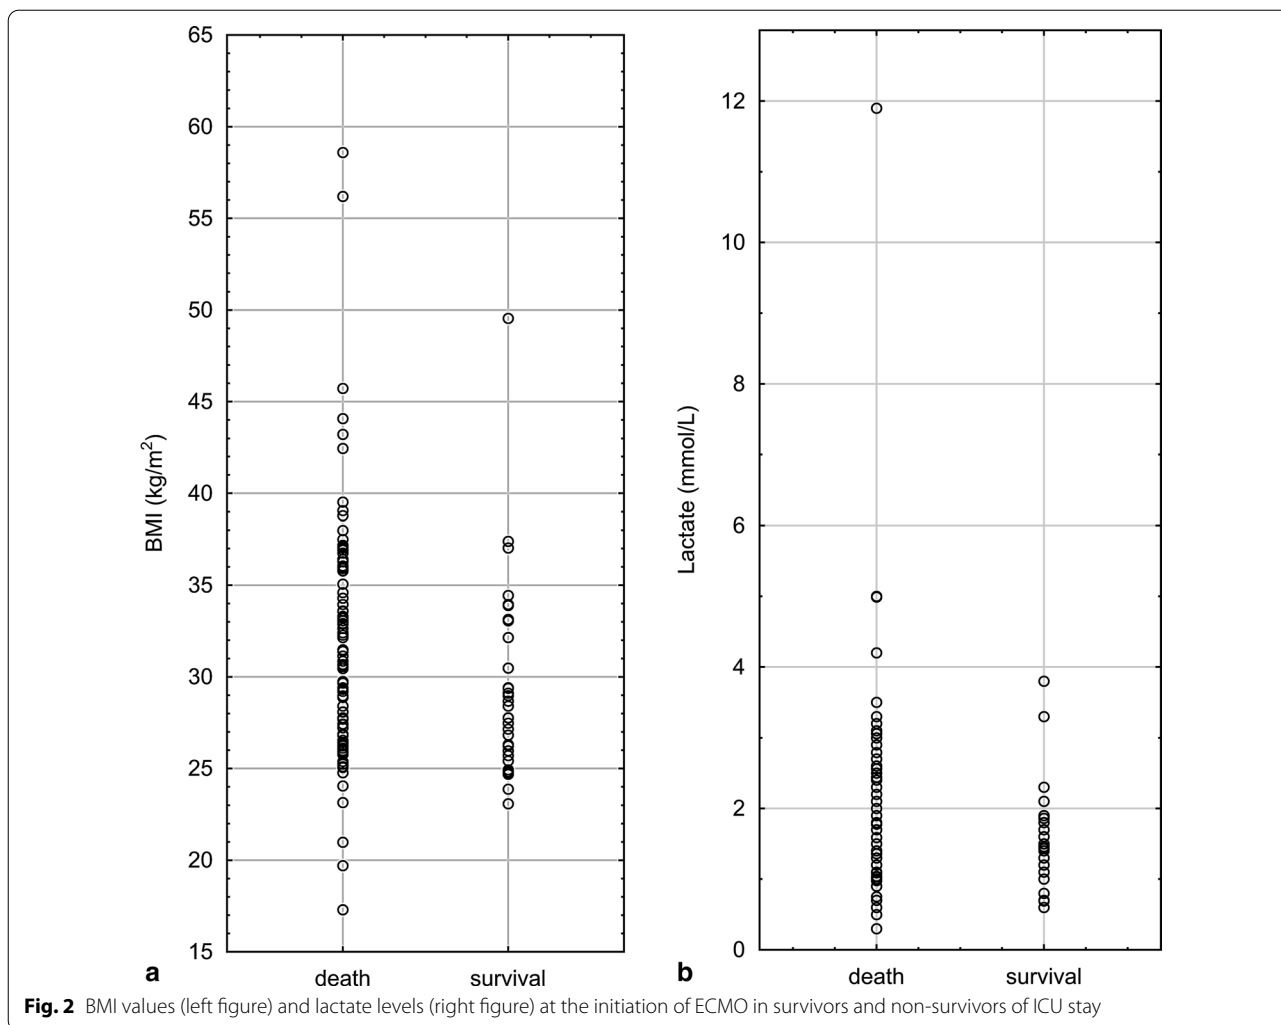 65
60
55
50
45
40
35
30
25
20
15
BMI (kg/m²)
death survival
a
12
10
8
6
4
2
0
Lactate (mmol/L)
death survival
b
Fig. 2 BMI values (left figure) and lactate levels (right figure) at the initiation of ECMO in survivors and non-survivors of ICU stay